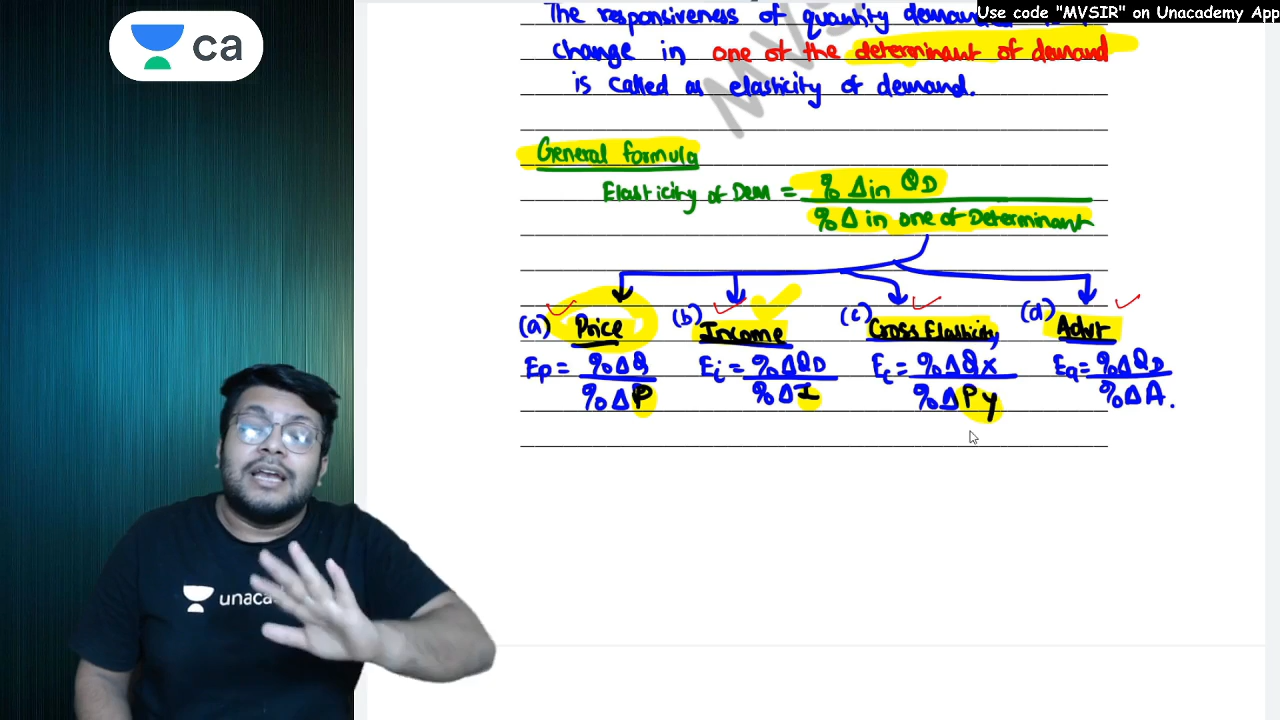 Use code "MVSIR" on Unacademy App
ca
The responsiveness of quantity
change in one of the determinant of demand
is called as elasticity of demand.
MVS
General formula
Elasticity of Dem = % Δ in QD
% Δ in one of Determinant
(a) Price (b) Income (c) Cross Elasticity (d) Advt
Ep = %ΔQ Ei = %ΔQD Ec = %ΔQx Ea = %ΔQD
%ΔP %ΔI %ΔPy %ΔA.
unaca